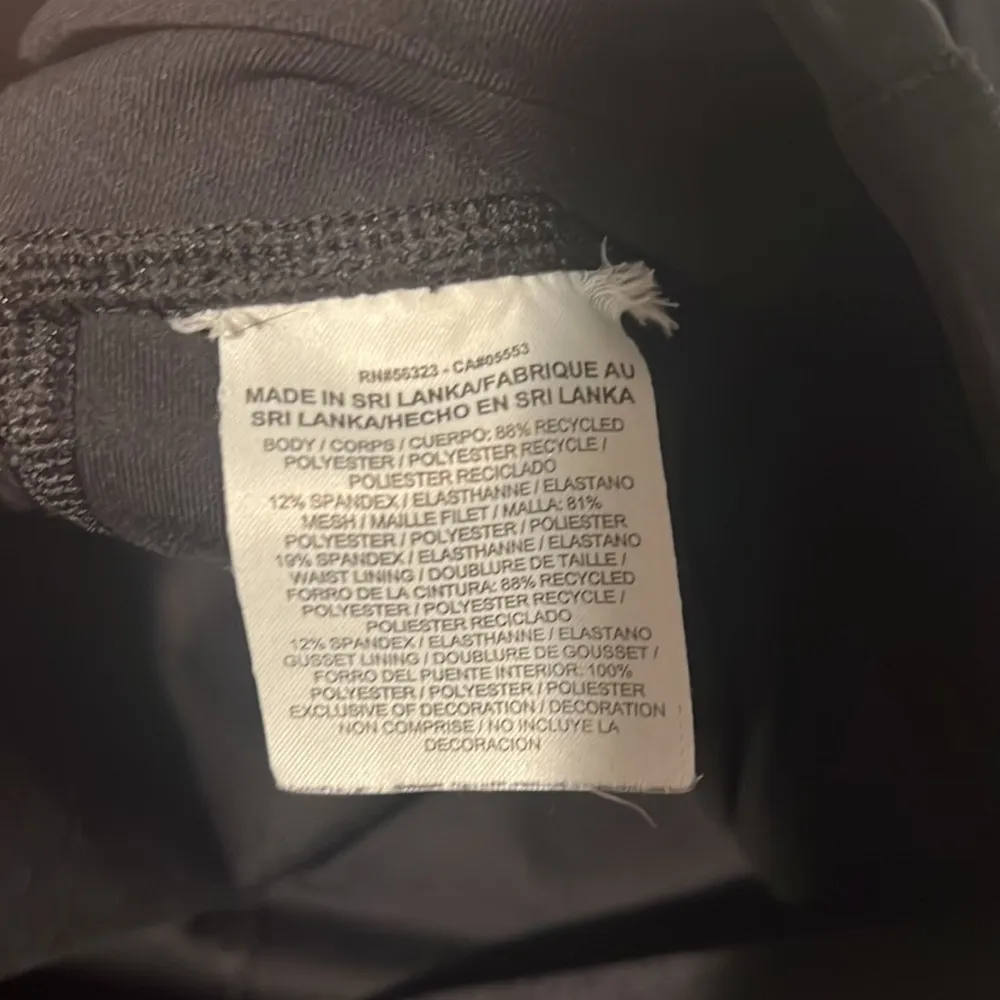 RN#56323 - CA#05553
MADE IN SRI LANKA/FABRIQUE AU
SRI LANKA/HECHO EN SRI LANKA
BODY / CORPS / CUERPO: 88% RECYCLED
POLYESTER / POLYESTER RECYCLE /
POLIESTER RECICLADO
12% SPANDEX / ELASTHANNE / ELASTANO
MESH / MAILLE FILET / MALLA: 81%
POLYESTER / POLYESTER / POLIESTER
19% SPANDEX / ELASTHANNE / ELASTANO
WAIST LINING / DOUBLURE DE TAILLE /
FORRO DE LA CINTURA: 88% RECYCLED
POLYESTER / POLYESTER RECYCLE /
POLIESTER RECICLADO
12% SPANDEX / ELASTHANNE / ELASTANO
GUSSET LINING / DOUBLURE DE GOUSSET /
FORRO DEL PUENTE INTERIOR: 100%
POLYESTER / POLYESTER / POLIESTER
EXCLUSIVE OF DECORATION / DECORATION
NON COMPRISE / NO INCLUYE LA
DECORACION